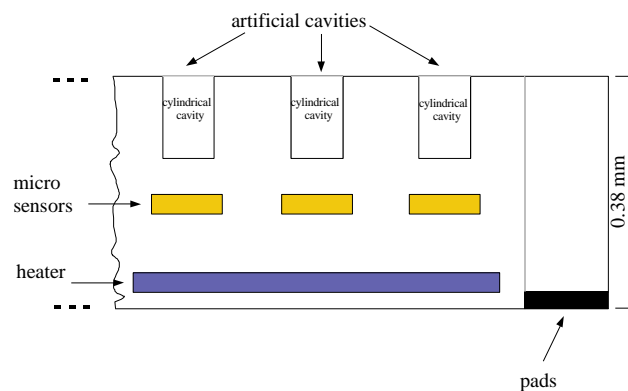 artificial cavities
cylindrical
cavity
cylindrical
cavity
cylindrical
cavity
micro
sensors
heater
0.38 mm
pads